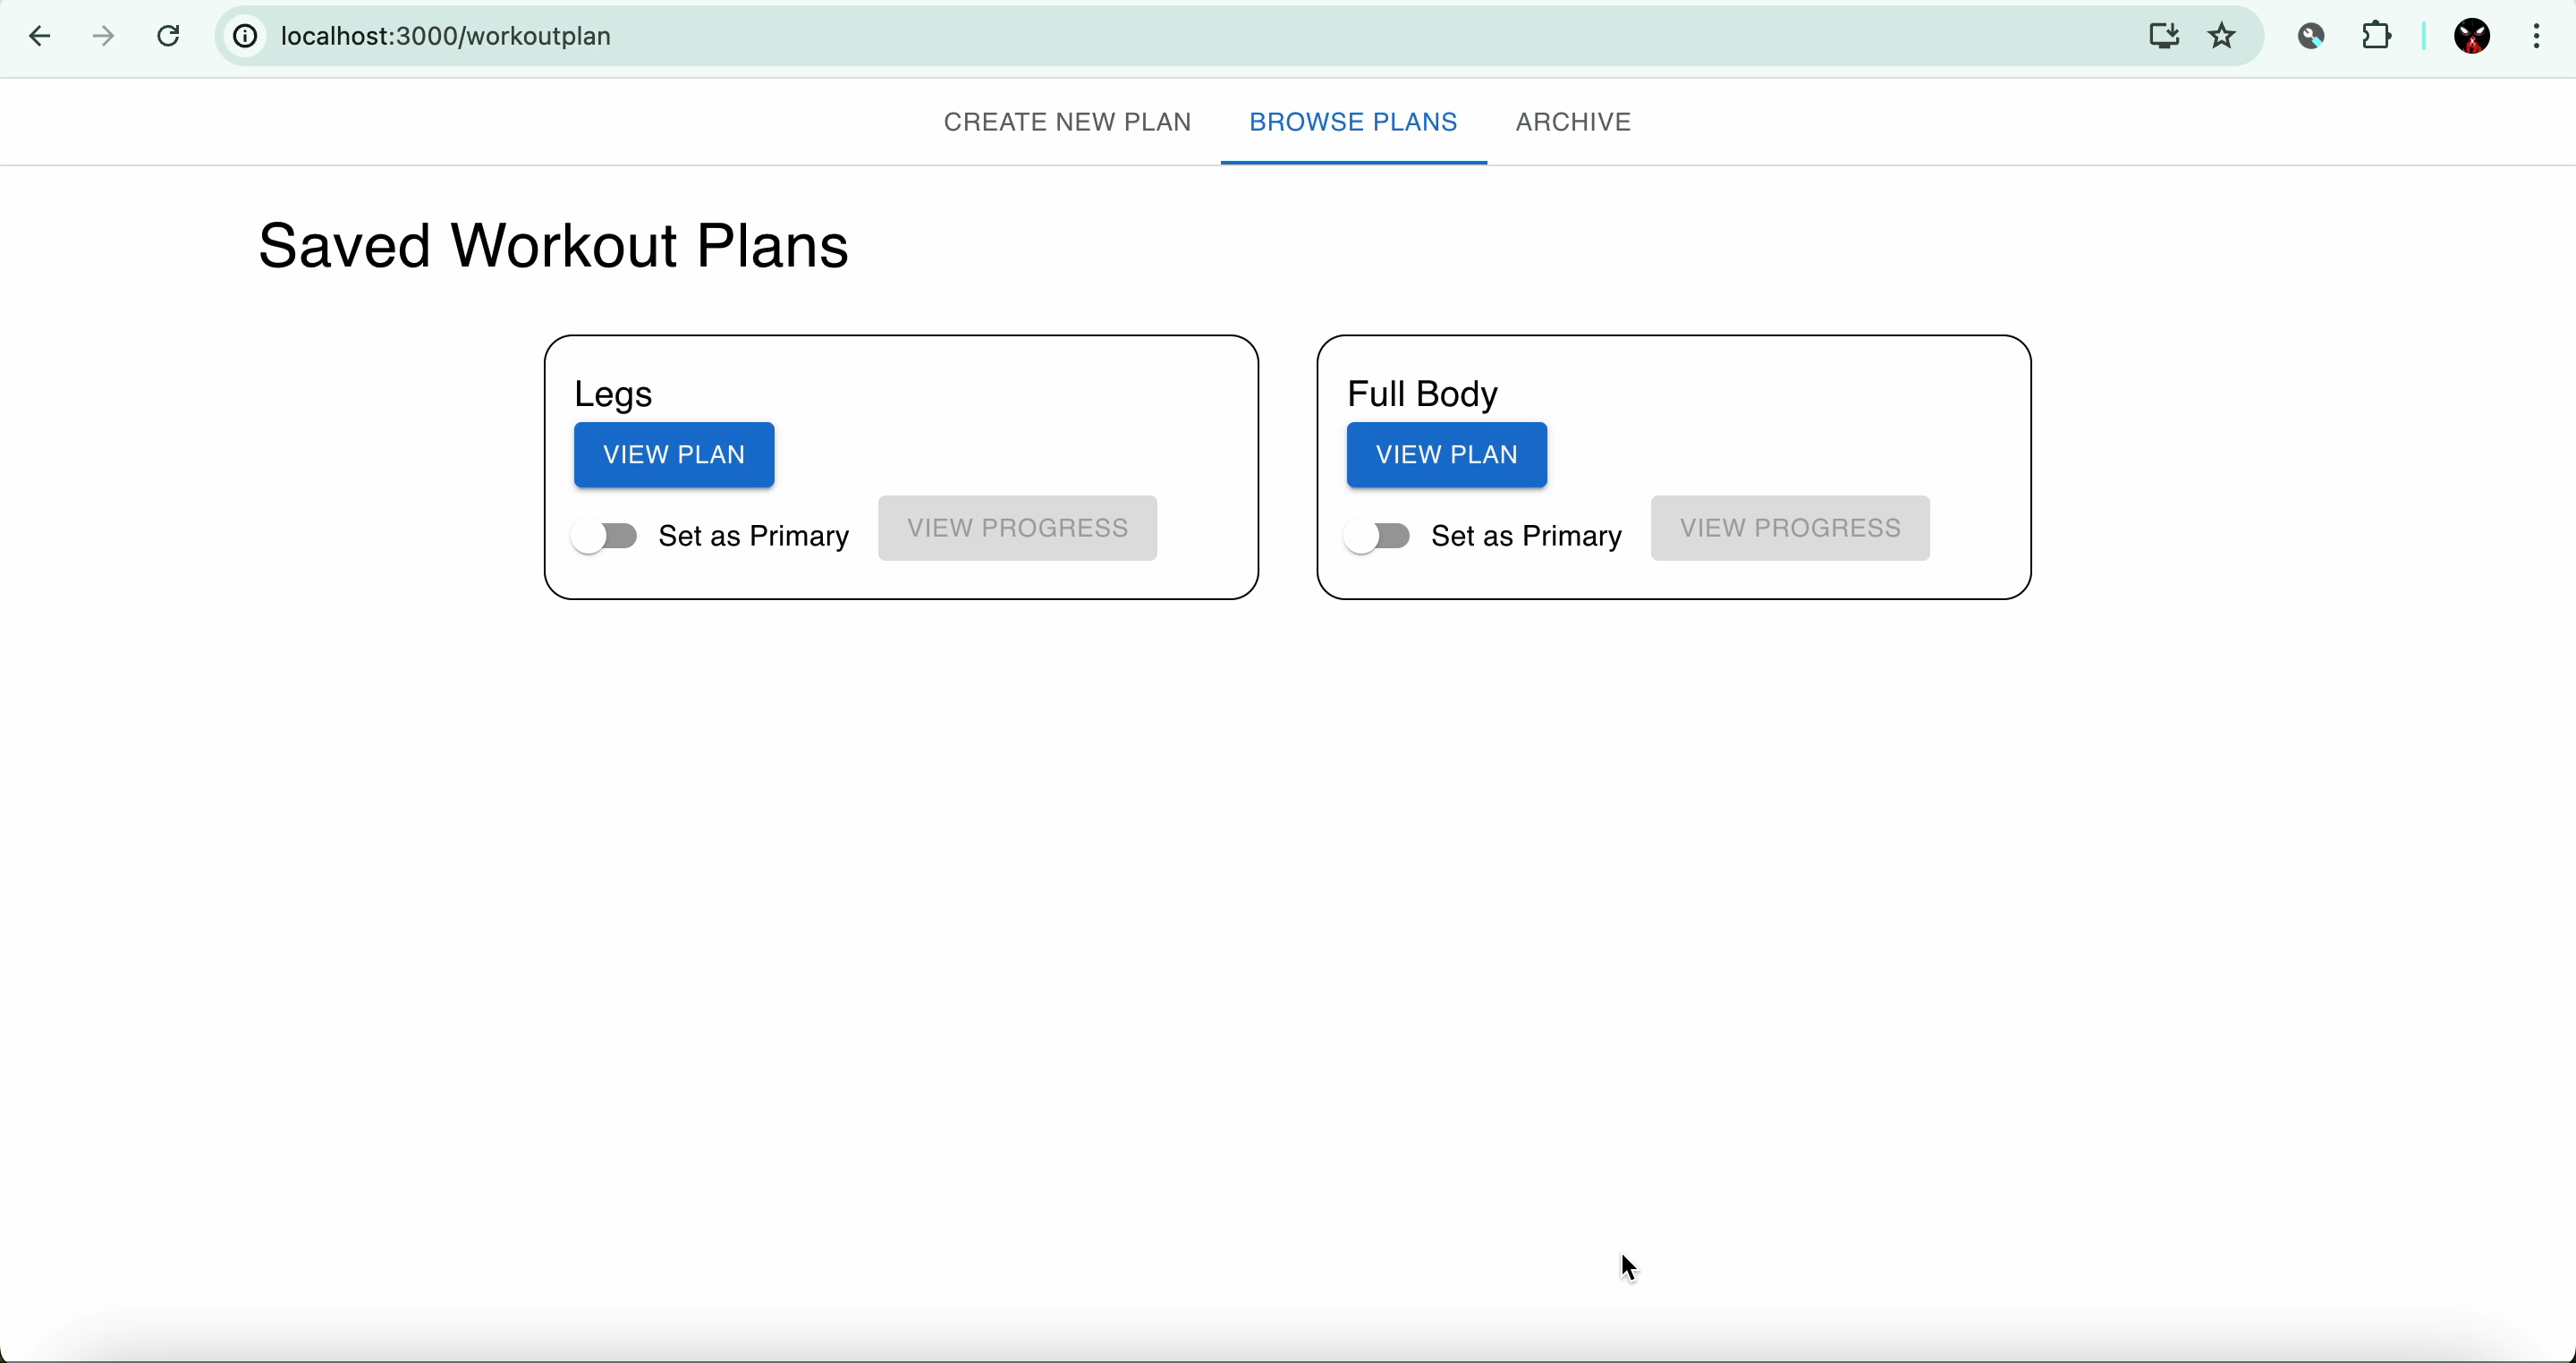 localhost:3000/workoutplan
CREATE NEW PLAN BROWSE PLANS ARCHIVE
Saved Workout Plans
Legs
VIEW PLAN
Set as Primary VIEW PROGRESS
Full Body
VIEW PLAN
Set as Primary VIEW PROGRESS